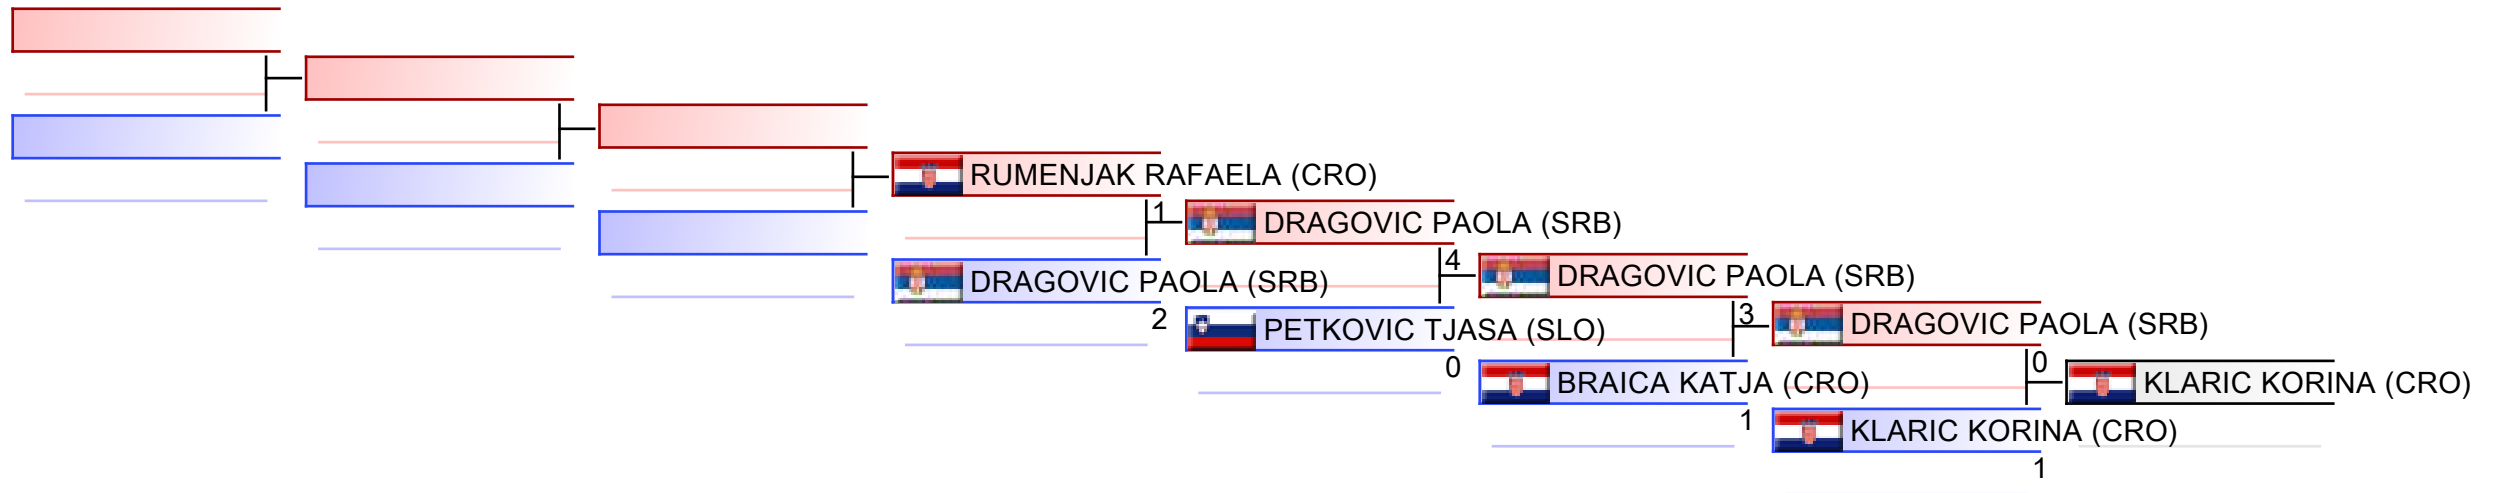 RUMENJAK RAFAELA (CRO)
1
DRAGOVIC PAOLA (SRB)
2
DRAGOVIC PAOLA (SRB)
4
PETKOVIC TJASA (SLO)
0
DRAGOVIC PAOLA (SRB)
3
BRAICA KATJA (CRO)
1
DRAGOVIC PAOLA (SRB)
0
KLARIC KORINA (CRO)
1
KLARIC KORINA (CRO)